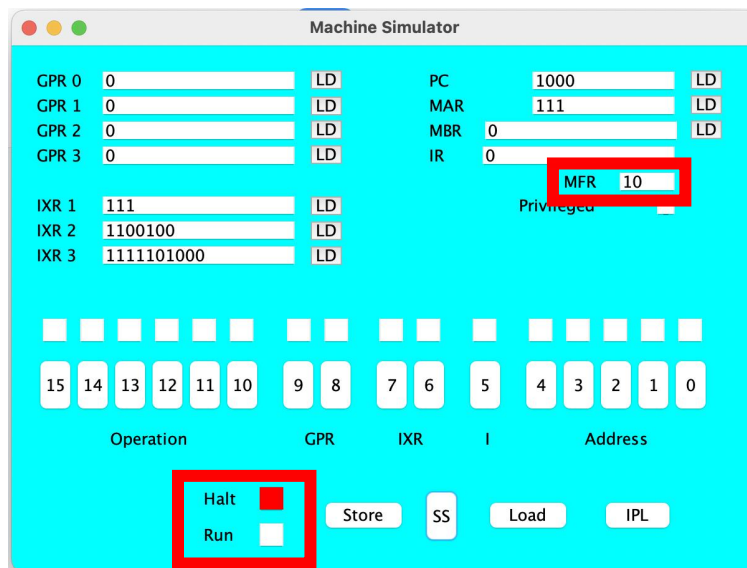 Machine Simulator
GPR 0 0 LD PC 1000 LD
GPR 1 0 LD MAR 111 LD
GPR 2 0 LD MBR 0 LD
GPR 3 0 LD IR 0
MFR 10
IXR 1 111 LD Privileged
IXR 2 1100100 LD
IXR 3 1111101000 LD
15 14 13 12 11 10 9 8 7 6 5 4 3 2 1 0
Operation GPR IXR I Address
Halt
Store SS Load IPL
Run